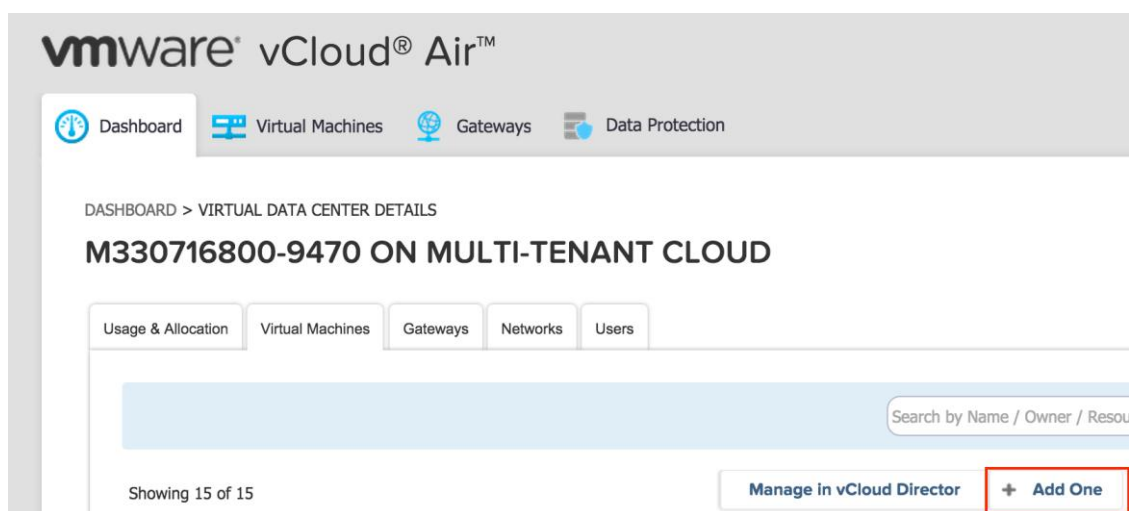 vmware® vCloud® Air™
Dashboard Virtual Machines Gateways Data Protection
DASHBOARD > VIRTUAL DATA CENTER DETAILS
M330716800-9470 ON MULTI-TENANT CLOUD
Usage & Allocation Virtual Machines Gateways Networks Users
Search by Name / Owner / Resou
Showing 15 of 15 Manage in vCloud Director + Add One